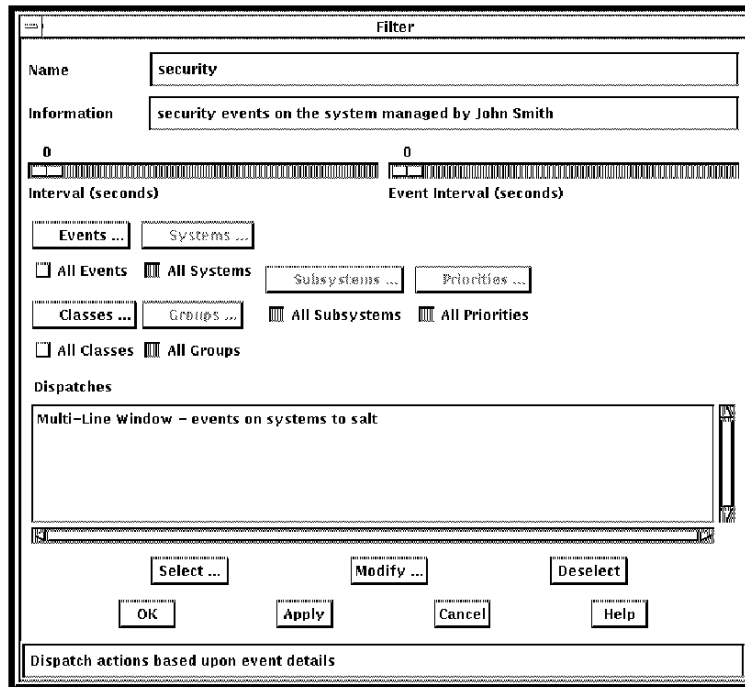 Filter
Name
security
Information
security events on the system managed by John Smith
0
0
Interval (seconds)
Event Interval (seconds)
Events ...
Systems ...
All Events
All Systems
Subsystems ...
Priorities ...
Classes ...
Groups ...
All Subsystems
All Priorities
All Classes
All Groups
Dispatches
Multi-Line Window - events on systems to salt
Select ...
Modify ...
Deselect
OK
Apply
Cancel
Help
Dispatch actions based upon event details